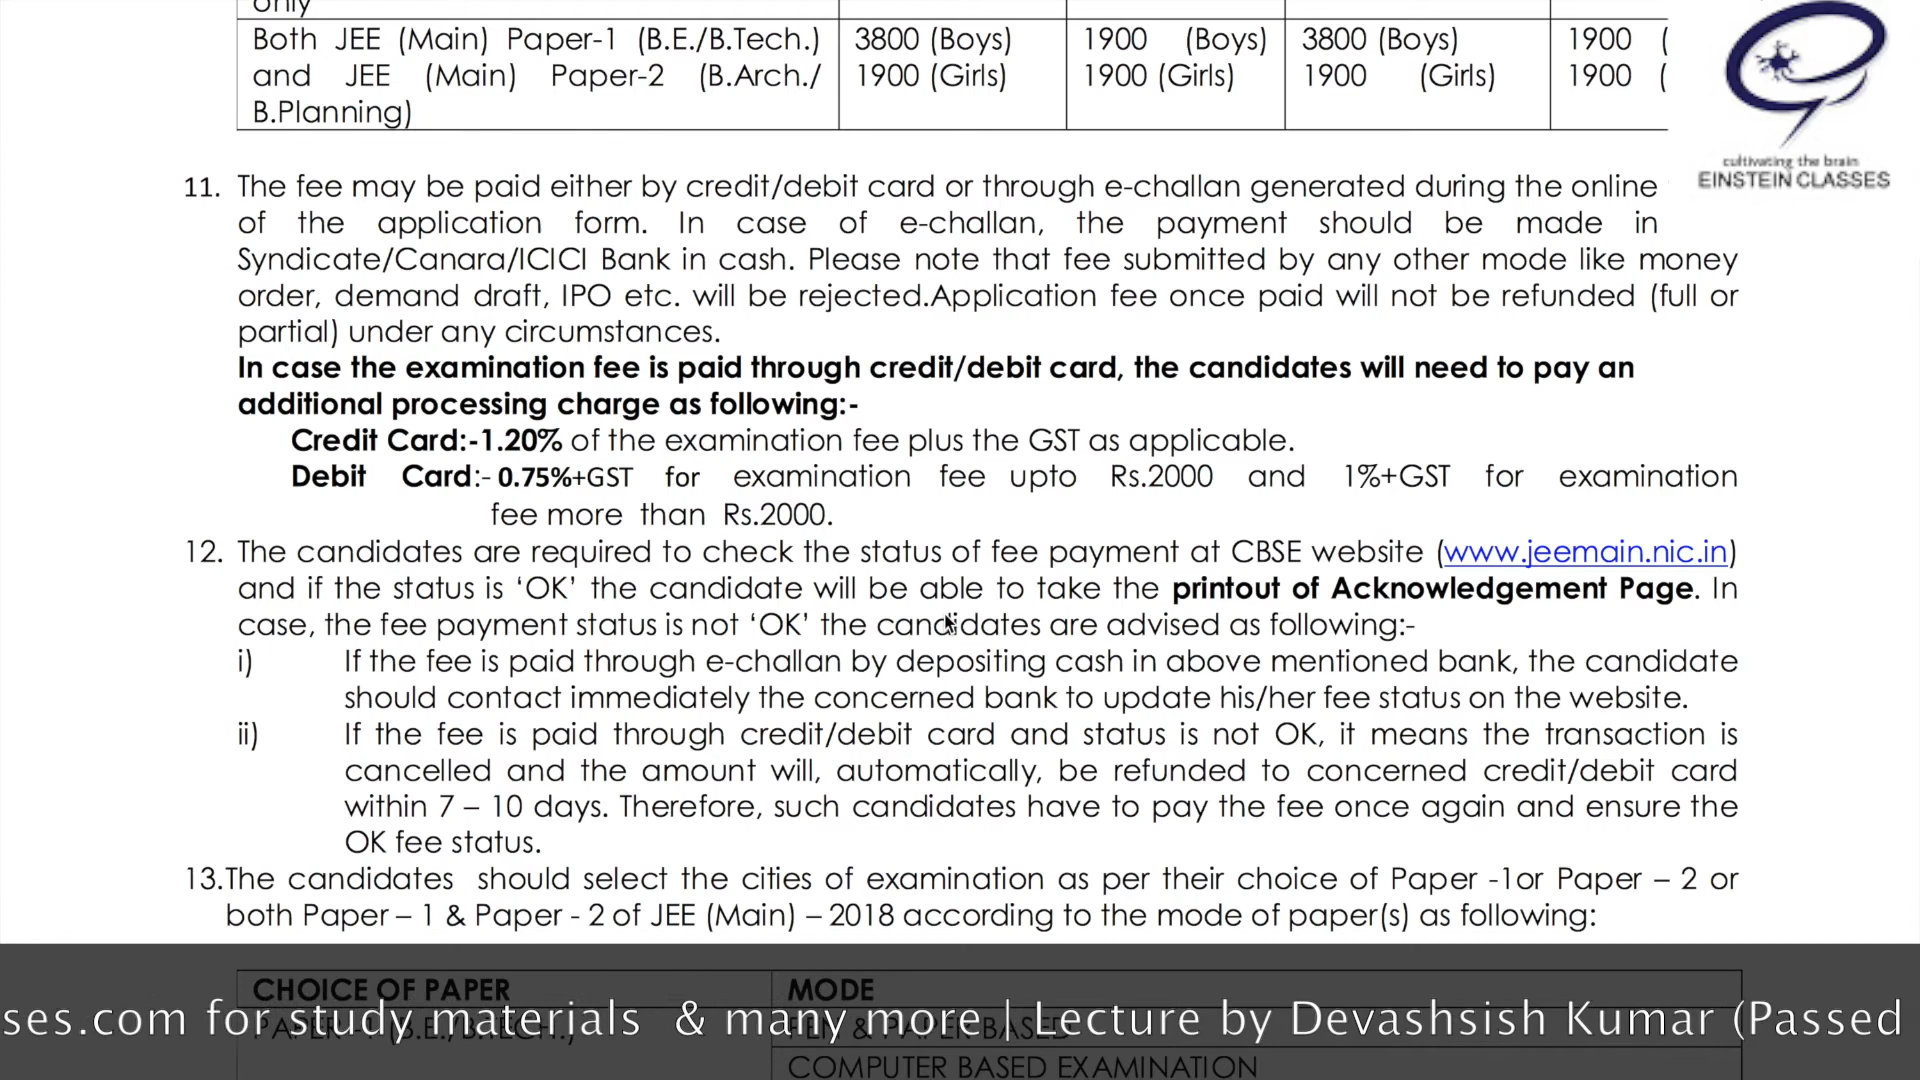 only
Both JEE (Main) Paper-1 (B.E./B.Tech.) 3800 (Boys) 1900 (Boys) 3800 (Boys) 1900 (
and JEE (Main) Paper-2 (B.Arch./ 1900 (Girls) 1900 (Girls) 1900 (Girls) 1900 (
B.Planning)
cultivating the brain
EINSTEIN CLASSES
11. The fee may be paid either by credit/debit card or through e-challan generated during the online
of the application form. In case of e-challan, the payment should be made in
Syndicate/Canara/ICICI Bank in cash. Please note that fee submitted by any other mode like money
order, demand draft, IPO etc. will be rejected.Application fee once paid will not be refunded (full or
partial) under any circumstances.
In case the examination fee is paid through credit/debit card, the candidates will need to pay an
additional processing charge as following:-
Credit Card:-1.20% of the examination fee plus the GST as applicable.
Debit Card:- 0.75%+GST for examination fee upto Rs.2000 and 1%+GST for examination
fee more than Rs.2000.
12. The candidates are required to check the status of fee payment at CBSE website (www.jeemain.nic.in)
and if the status is ‘OK’ the candidate will be able to take the printout of Acknowledgement Page. In
case, the fee payment status is not ‘OK’ the candidates are advised as following:-
i) If the fee is paid through e-challan by depositing cash in above mentioned bank, the candidate
should contact immediately the concerned bank to update his/her fee status on the website.
ii) If the fee is paid through credit/debit card and status is not OK, it means the transaction is
cancelled and the amount will, automatically, be refunded to concerned credit/debit card
within 7 – 10 days. Therefore, such candidates have to pay the fee once again and ensure the
OK fee status.
13.The candidates should select the cities of examination as per their choice of Paper -1or Paper – 2 or
both Paper – 1 & Paper - 2 of JEE (Main) – 2018 according to the mode of paper(s) as following:
CHOICE OF PAPER MODE
ses.com for study materials & many more | Lecture by Devashsish Kumar (Passed
PAPER -1 (B.E./B.TECH.) PEN & PAPER BASED
COMPUTER BASED EXAMINATION